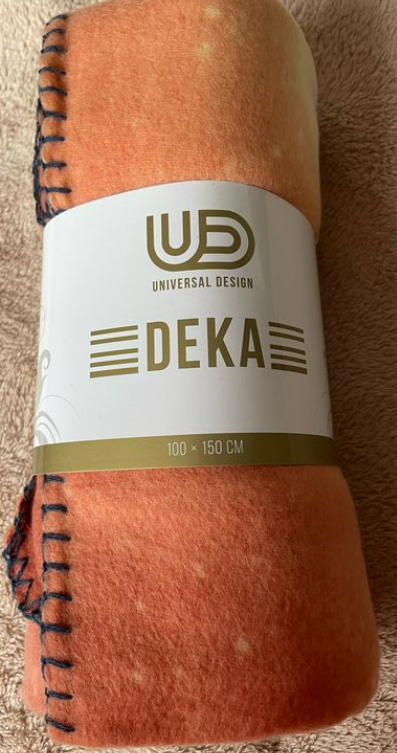 UD
UNIVERSAL DESIGN
DEKA
100 × 150 CM